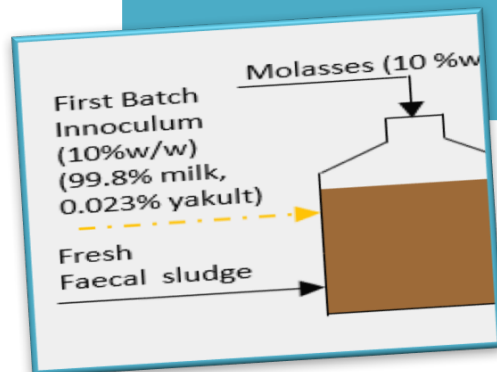 Molasses (10 %w
First Batch
Innoculum
(10%w/w)
(99.8% milk,
0.023% yakult)
Fresh
Faecal sludge